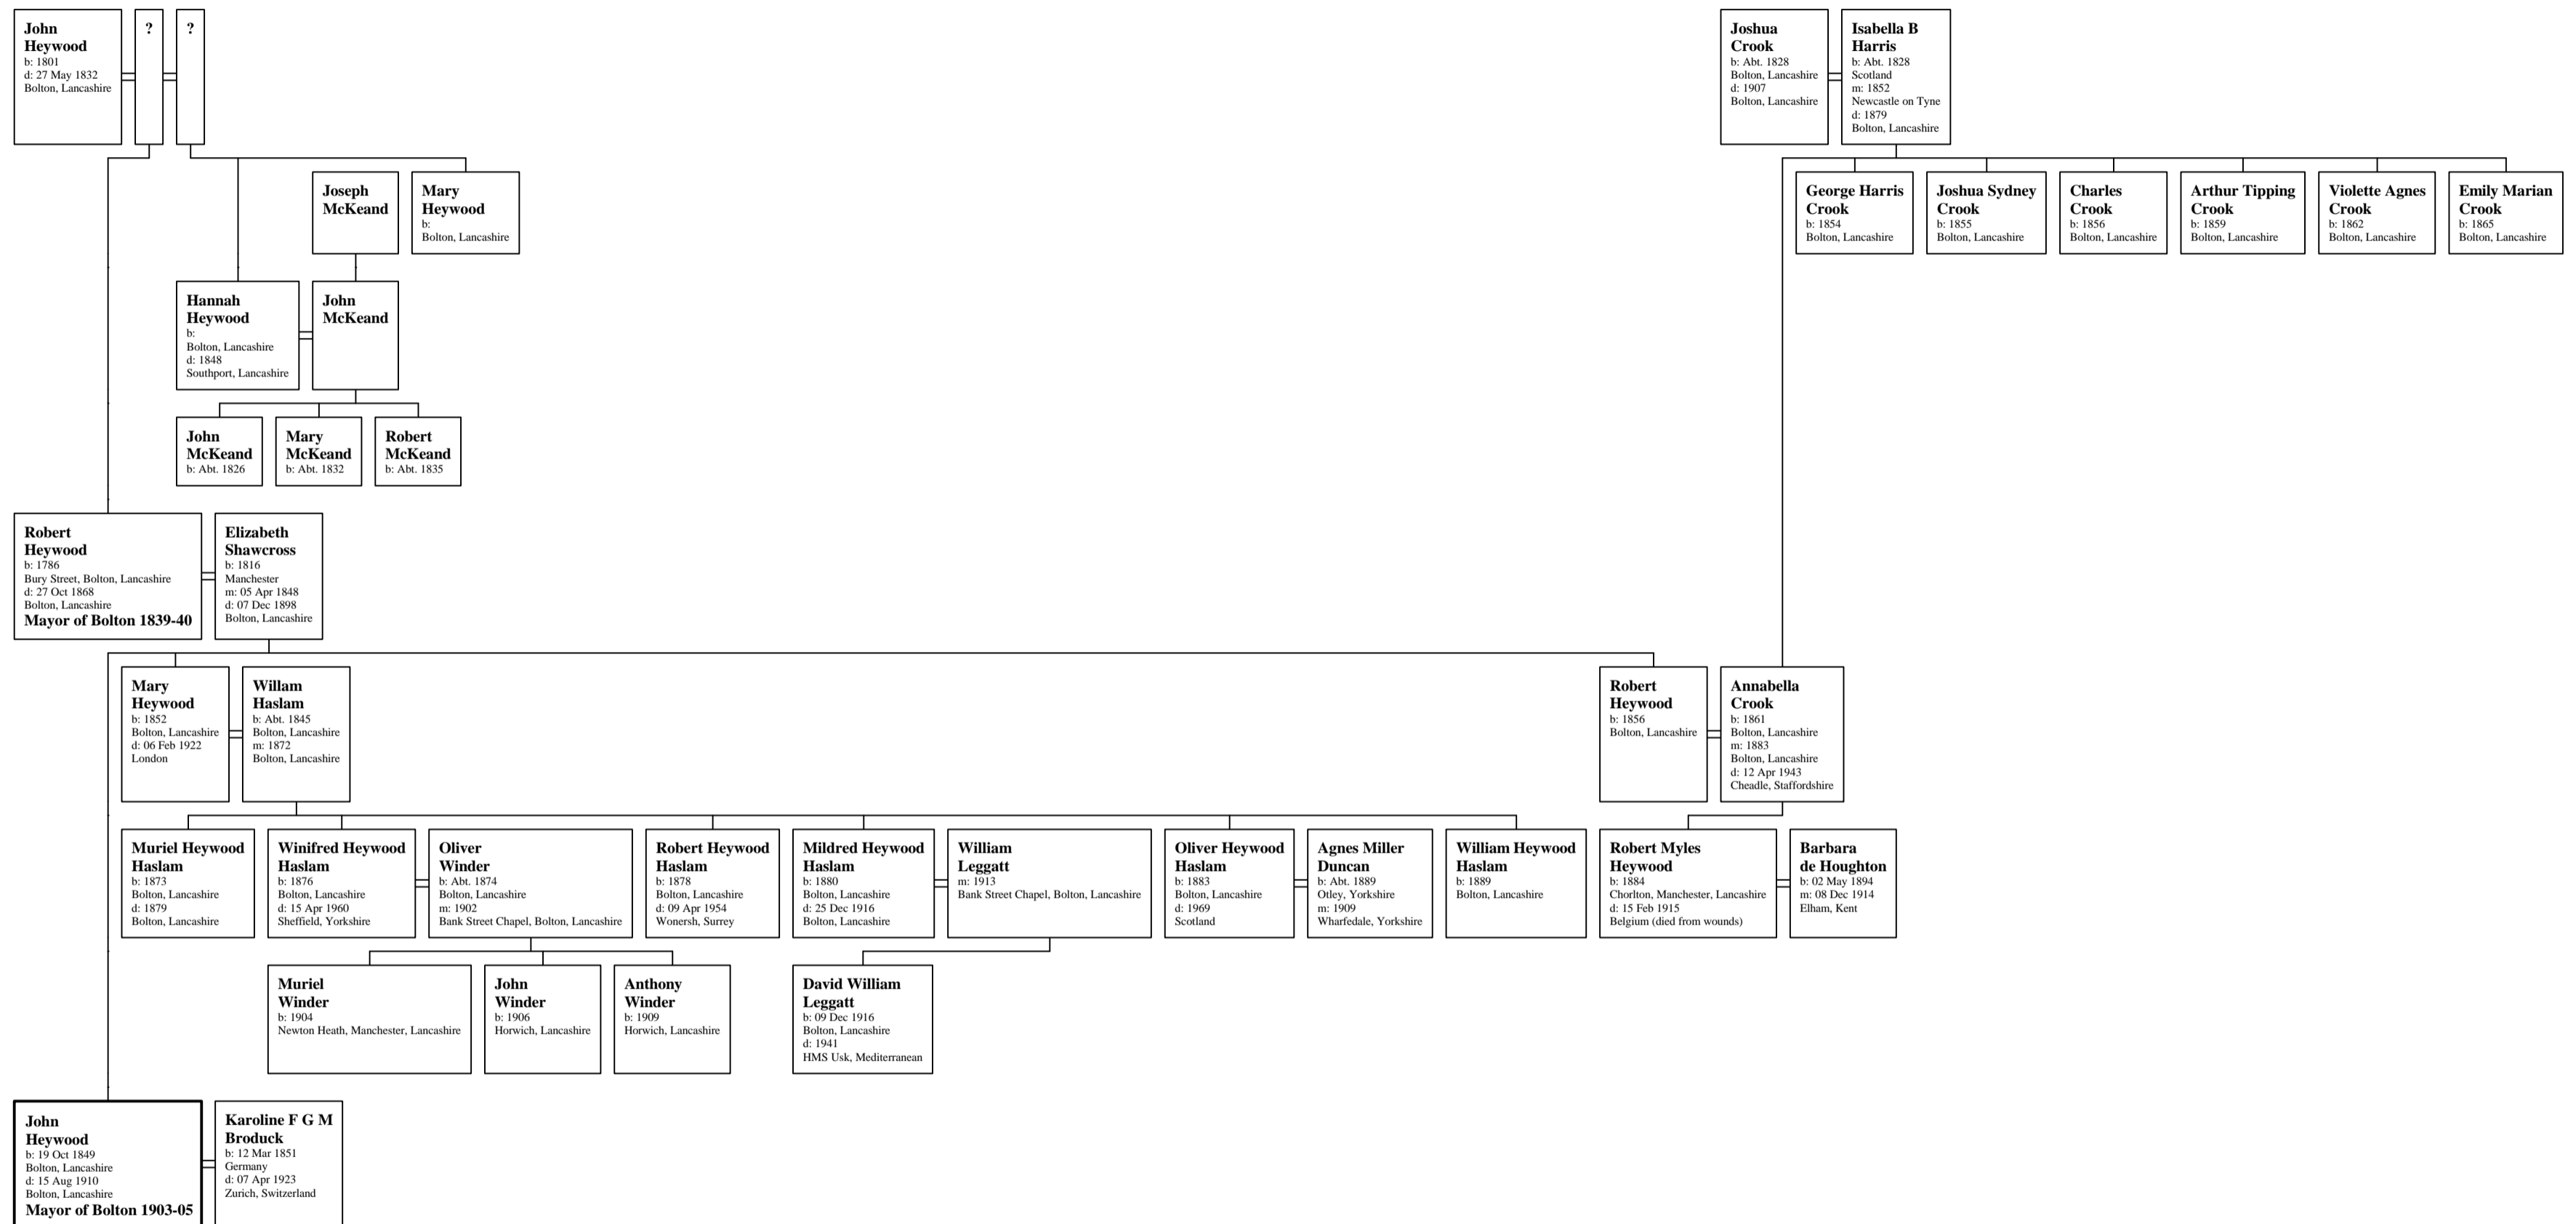 John
Heywood
b: 1801
d: 27 May 1832
Bolton, Lancashire
?
?
Joshua
Crook
b: Abt. 1828
Bolton, Lancashire
d: 1907
Bolton, Lancashire
Isabella B
Harris
b: Abt. 1828
Scotland
m: 1852
Newcastle on Tyne
d: 1879
Bolton, Lancashire
Joseph
McKeand
Mary
Heywood
b:
Bolton, Lancashire
George Harris
Crook
b: 1854
Bolton, Lancashire
Joshua Sydney
Crook
b: 1855
Bolton, Lancashire
Charles
Crook
b: 1856
Bolton, Lancashire
Arthur Tipping
Crook
b: 1859
Bolton, Lancashire
Violette Agnes
Crook
b: 1862
Bolton, Lancashire
Emily Marian
Crook
b: 1865
Bolton, Lancashire
Hannah
Heywood
b:
Bolton, Lancashire
d: 1848
Southport, Lancashire
John
McKeand
John
McKeand
b: Abt. 1826
Mary
McKeand
b: Abt. 1832
Robert
McKeand
b: Abt. 1835
Robert
Heywood
b: 1786
Bury Street, Bolton, Lancashire
d: 27 Oct 1868
Bolton, Lancashire
Mayor of Bolton 1839-40
Elizabeth
Shawcross
b: 1816
Manchester
m: 05 Apr 1848
d: 07 Dec 1898
Bolton, Lancashire
Mary
Heywood
b: 1852
Bolton, Lancashire
d: 06 Feb 1922
London
Willam
Haslam
b: Abt. 1845
Bolton, Lancashire
m: 1872
Bolton, Lancashire
Robert
Heywood
b: 1856
Bolton, Lancashire
Annabella
Crook
b: 1861
Bolton, Lancashire
m: 1883
Bolton, Lancashire
d: 12 Apr 1943
Cheadle, Staffordshire
Muriel Heywood
Haslam
b: 1873
Bolton, Lancashire
d: 1879
Bolton, Lancashire
Winifred Heywood
Haslam
b: 1876
Bolton, Lancashire
d: 15 Apr 1960
Sheffield, Yorkshire
Oliver
Winder
b: Abt. 1874
Bolton, Lancashire
m: 1902
Bank Street Chapel, Bolton, Lancashire
Robert Heywood
Haslam
b: 1878
Bolton, Lancashire
d: 09 Apr 1954
Wonersh, Surrey
Mildred Heywood
Haslam
b: 1880
Bolton, Lancashire
d: 25 Dec 1916
Bolton, Lancashire
William
Leggatt
m: 1913
Bank Street Chapel, Bolton, Lancashire
Oliver Heywood
Haslam
b: 1883
Bolton, Lancashire
d: 1969
Scotland
Agnes Miller
Duncan
b: Abt. 1889
Otley, Yorkshire
m: 1909
Wharfedale, Yorkshire
William Heywood
Haslam
b: 1889
Bolton, Lancashire
Robert Myles
Heywood
b: 1884
Chorlton, Manchester, Lancashire
d: 15 Feb 1915
Belgium (died from wounds)
Barbara
de Houghton
b: 02 May 1894
m: 08 Dec 1914
Elham, Kent
Muriel
Winder
b: 1904
Newton Heath, Manchester, Lancashire
John
Winder
b: 1906
Horwich, Lancashire
Anthony
Winder
b: 1909
Horwich, Lancashire
David William
Leggatt
b: 09 Dec 1916
Bolton, Lancashire
d: 1941
HMS Usk, Mediterranean
John
Heywood
b: 19 Oct 1849
Bolton, Lancashire
d: 15 Aug 1910
Bolton, Lancashire
Mayor of Bolton 1903-05
Karoline F G M
Broduck
b: 12 Mar 1851
Germany
d: 07 Apr 1923
Zurich, Switzerland